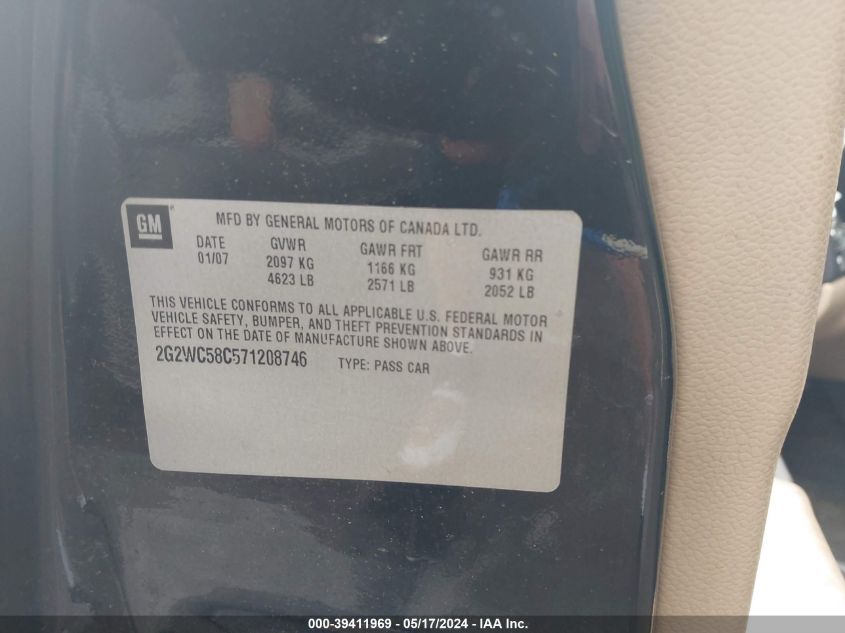 GM
MFD BY GENERAL MOTORS OF CANADA LTD.
DATE GVWR GAWR FRT GAWR RR
01/07 2097 KG 1166 KG 931 KG
4623 LB 2571 LB 2052 LB
THIS VEHICLE CONFORMS TO ALL APPLICABLE U.S. FEDERAL MOTOR
VEHICLE SAFETY, BUMPER, AND THEFT PREVENTION STANDARDS IN
EFFECT ON THE DATE OF MANUFACTURE SHOWN ABOVE.
2G2WC58C571208746 TYPE: PASS CAR
000-39411969 — 05/17/2024 — IAA Inc.